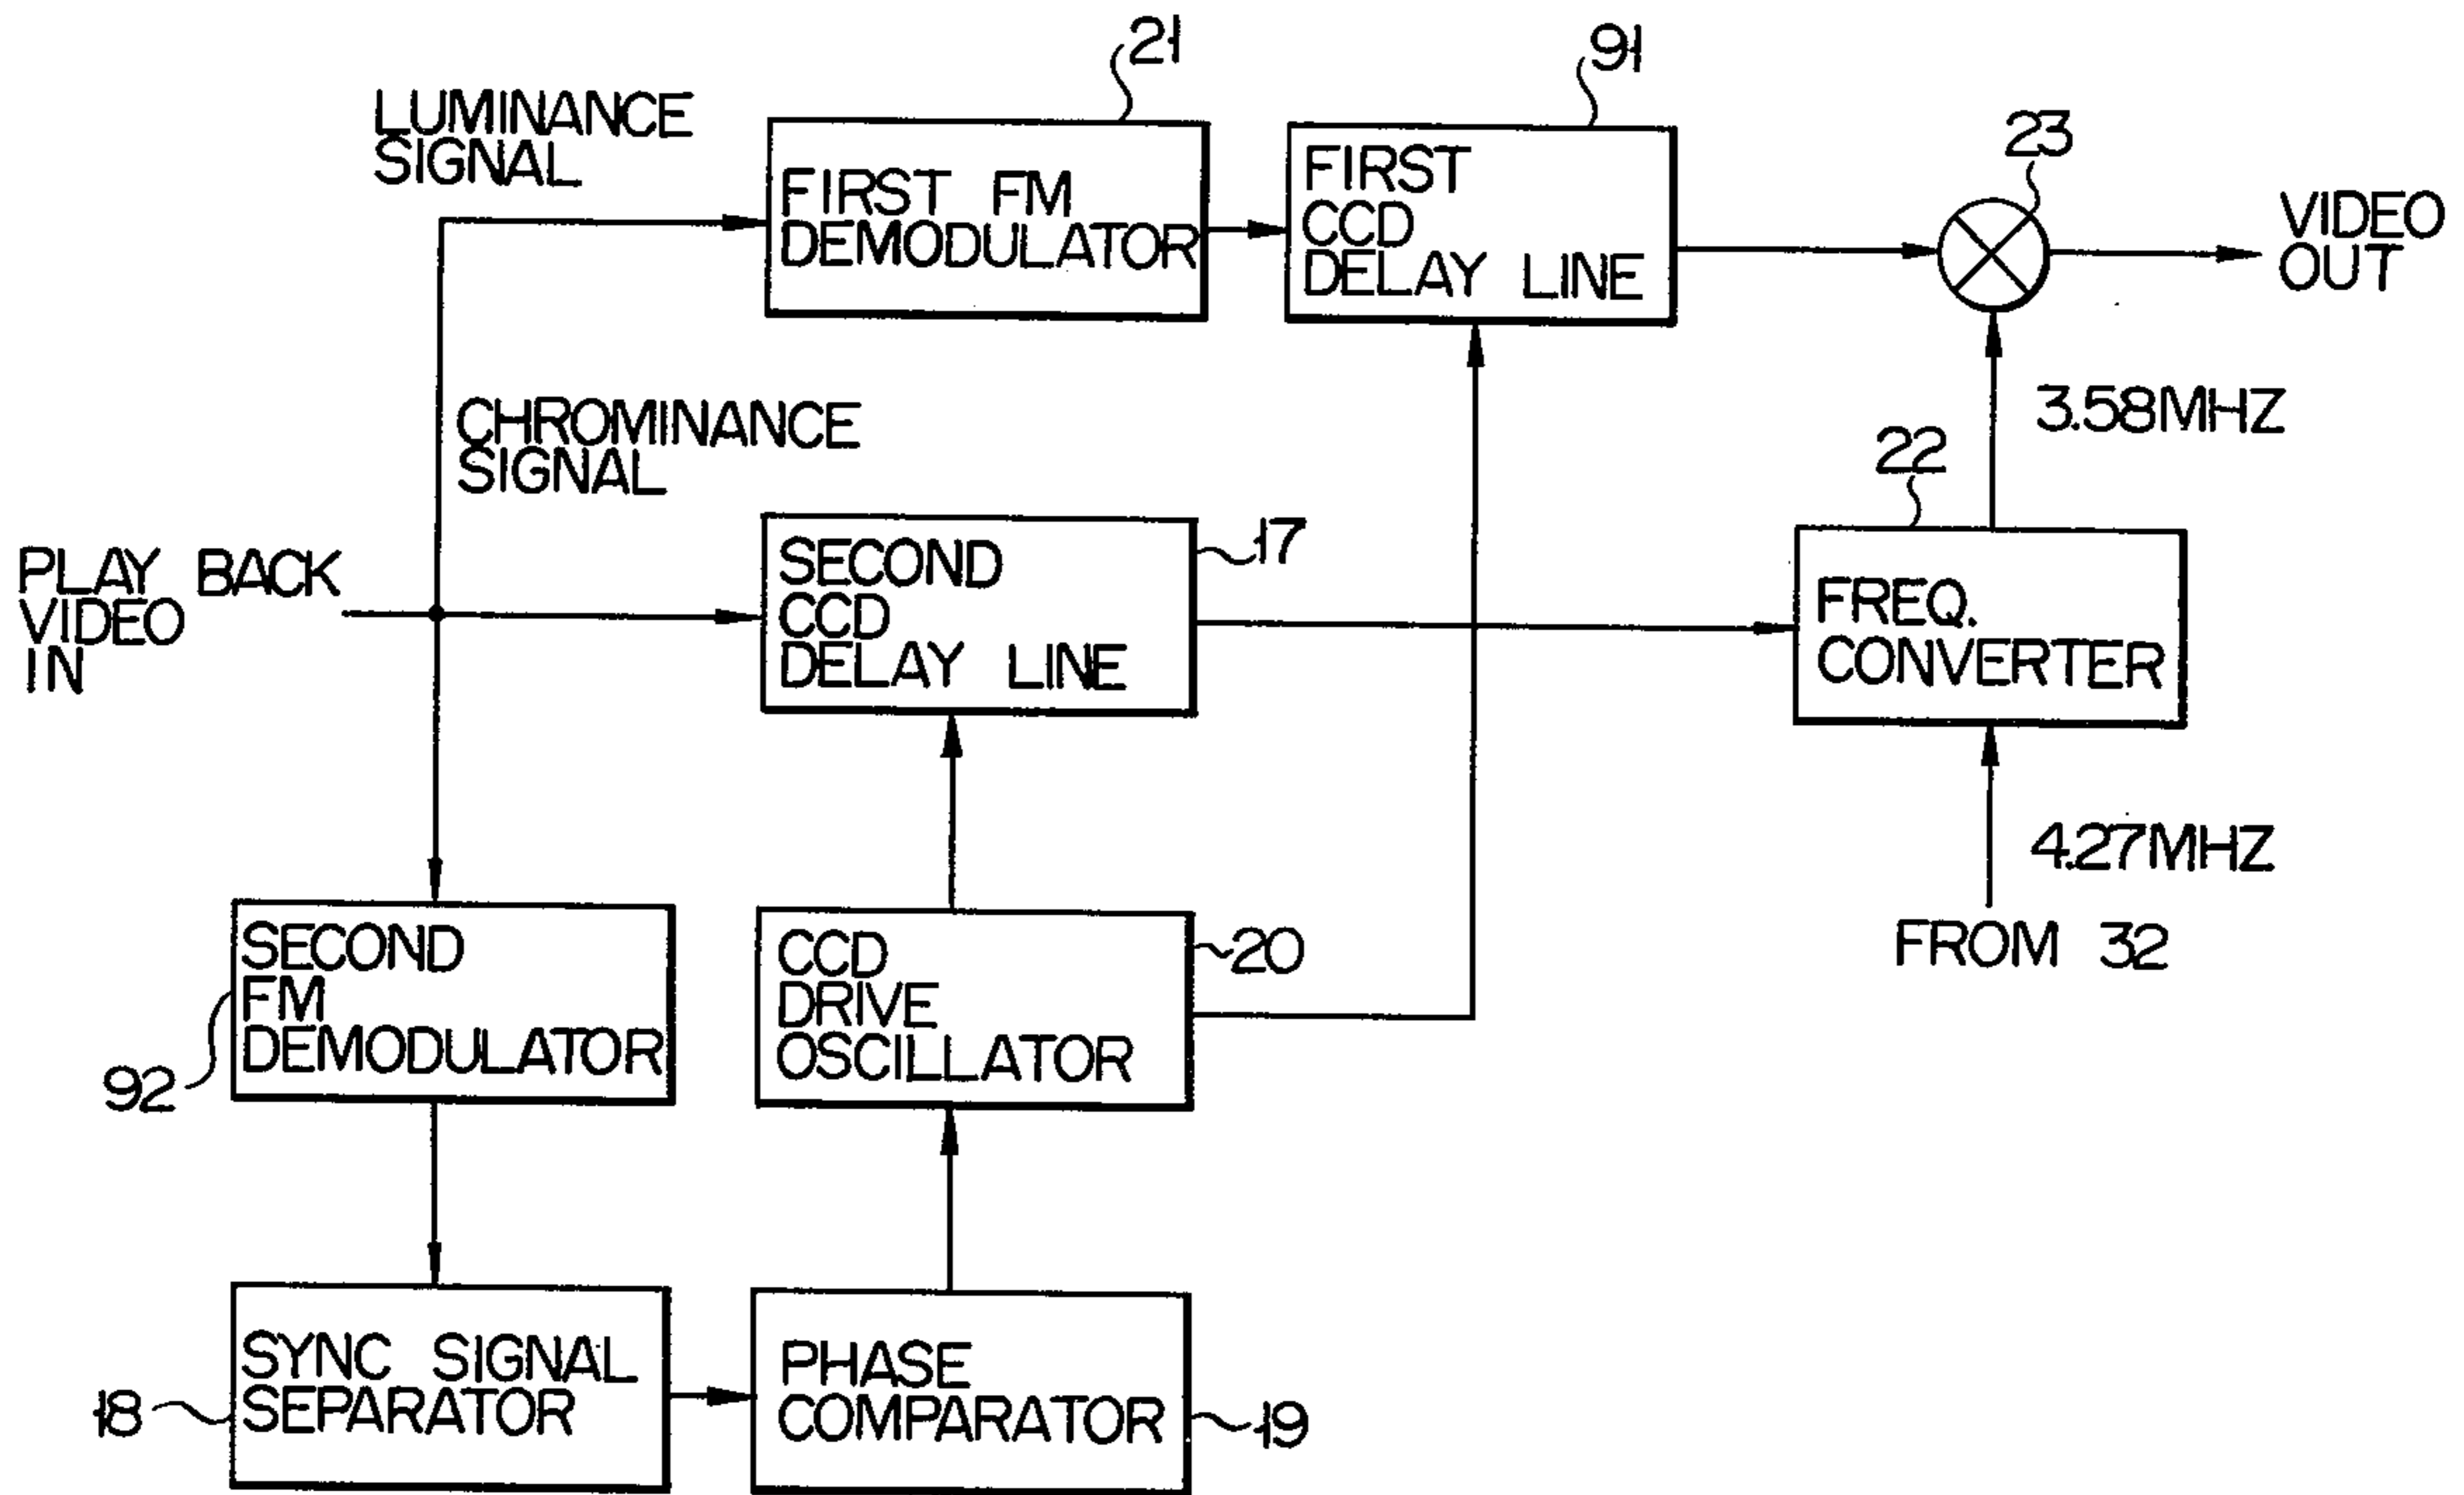 21
91
LUMINANCE
SIGNAL
FIRST FM
DEMODULATOR
FIRST
CCD
DELAY LINE
23
VIDEO
OUT
CHROMINANCE
SIGNAL
3.58MHZ
22
PLAY BACK
VIDEO
IN
SECOND
CCD
DELAY LINE
17
FREQ.
CONVERTER
4.27MHZ
FROM 32
SECOND
FM
DEMODULATOR
92
CCD
DRIVE
OSCILLATOR
20
SYNC SIGNAL
SEPARATOR
18
PHASE
COMPARATOR
19